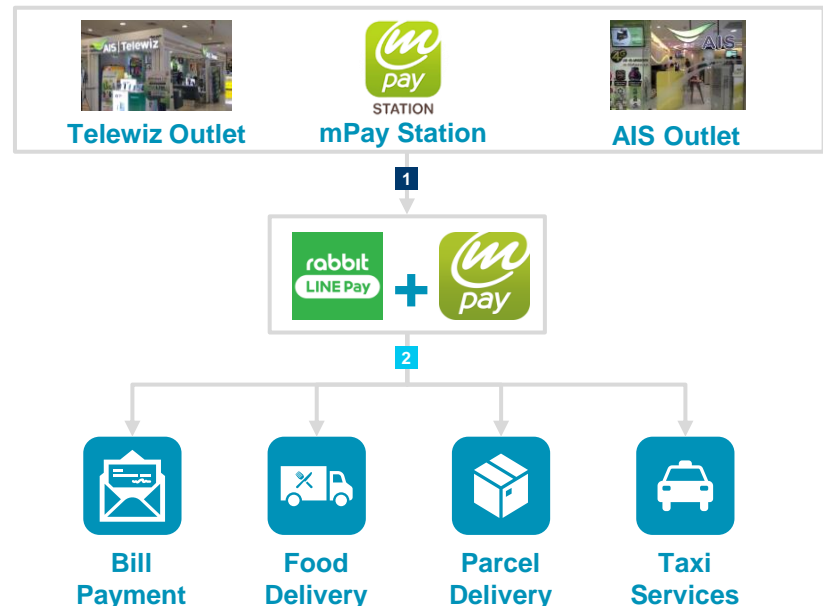 AIS | Telewiz
AIS
m
pay
STATION
Telewiz Outlet
mPay Station
AIS Outlet
1
rabbit
LINE Pay
+
m
pay
2
Bill
Payment
Food
Delivery
Parcel
Delivery
Taxi
Services